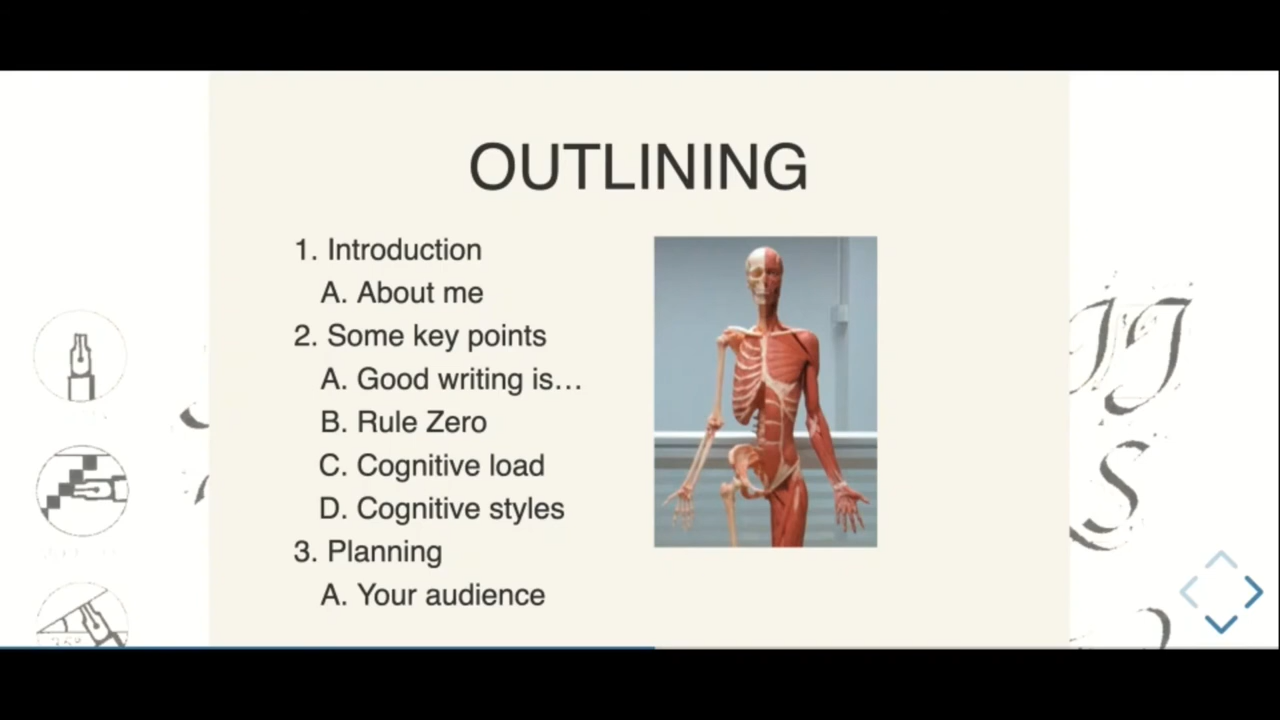 OUTLINING
1. Introduction
A. About me
2. Some key points
A. Good writing is…
B. Rule Zero
C. Cognitive load
D. Cognitive styles
3. Planning
A. Your audience